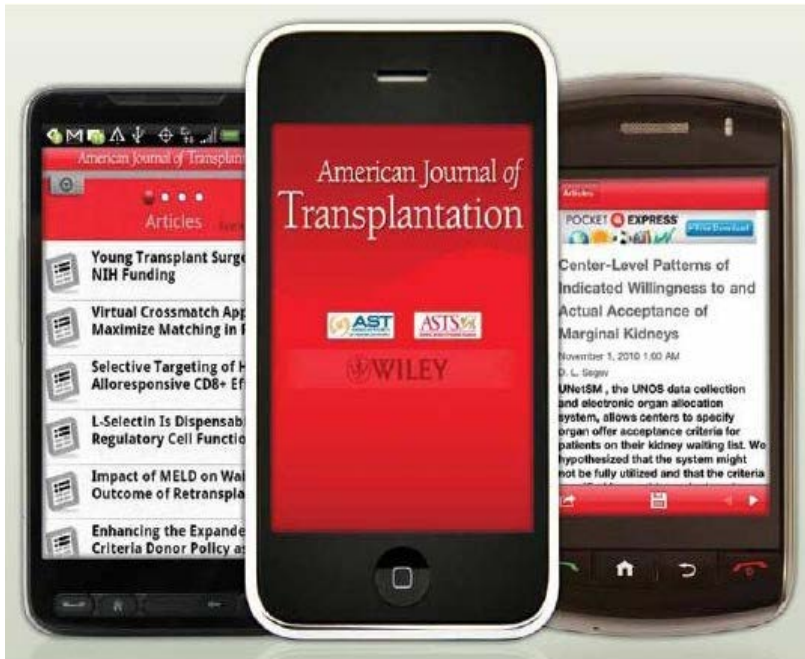 American Journal of Transplan
Articles
Young Transplant Surge
NIH Funding
Virtual Crossmatch App
Maximize Matching in P
Selective Targeting of H
Alloresponsive CD8+ Ef
L-Selectin Is Dispensab
Regulatory Cell Functio
Impact of MELD on Wai
Outcome of Retranspla
Enhancing the Expande
Criteria Donor Policy as
American Journal of
Transplantation
AST
ASTS
WILEY
Articles
POCKET EXPRESS
Free Download
Center-Level Patterns of
Indicated Willingness to and
Actual Acceptance of
Marginal Kidneys
November 1, 2010 1:00 AM
D. L. Segev
UNetSM , the UNOS data collection
and electronic organ allocation
system, allows centers to specify
organ offer acceptance criteria for
patients on their kidney waiting list. We
hypothesized that the system might
not be fully utilized and that the criteria